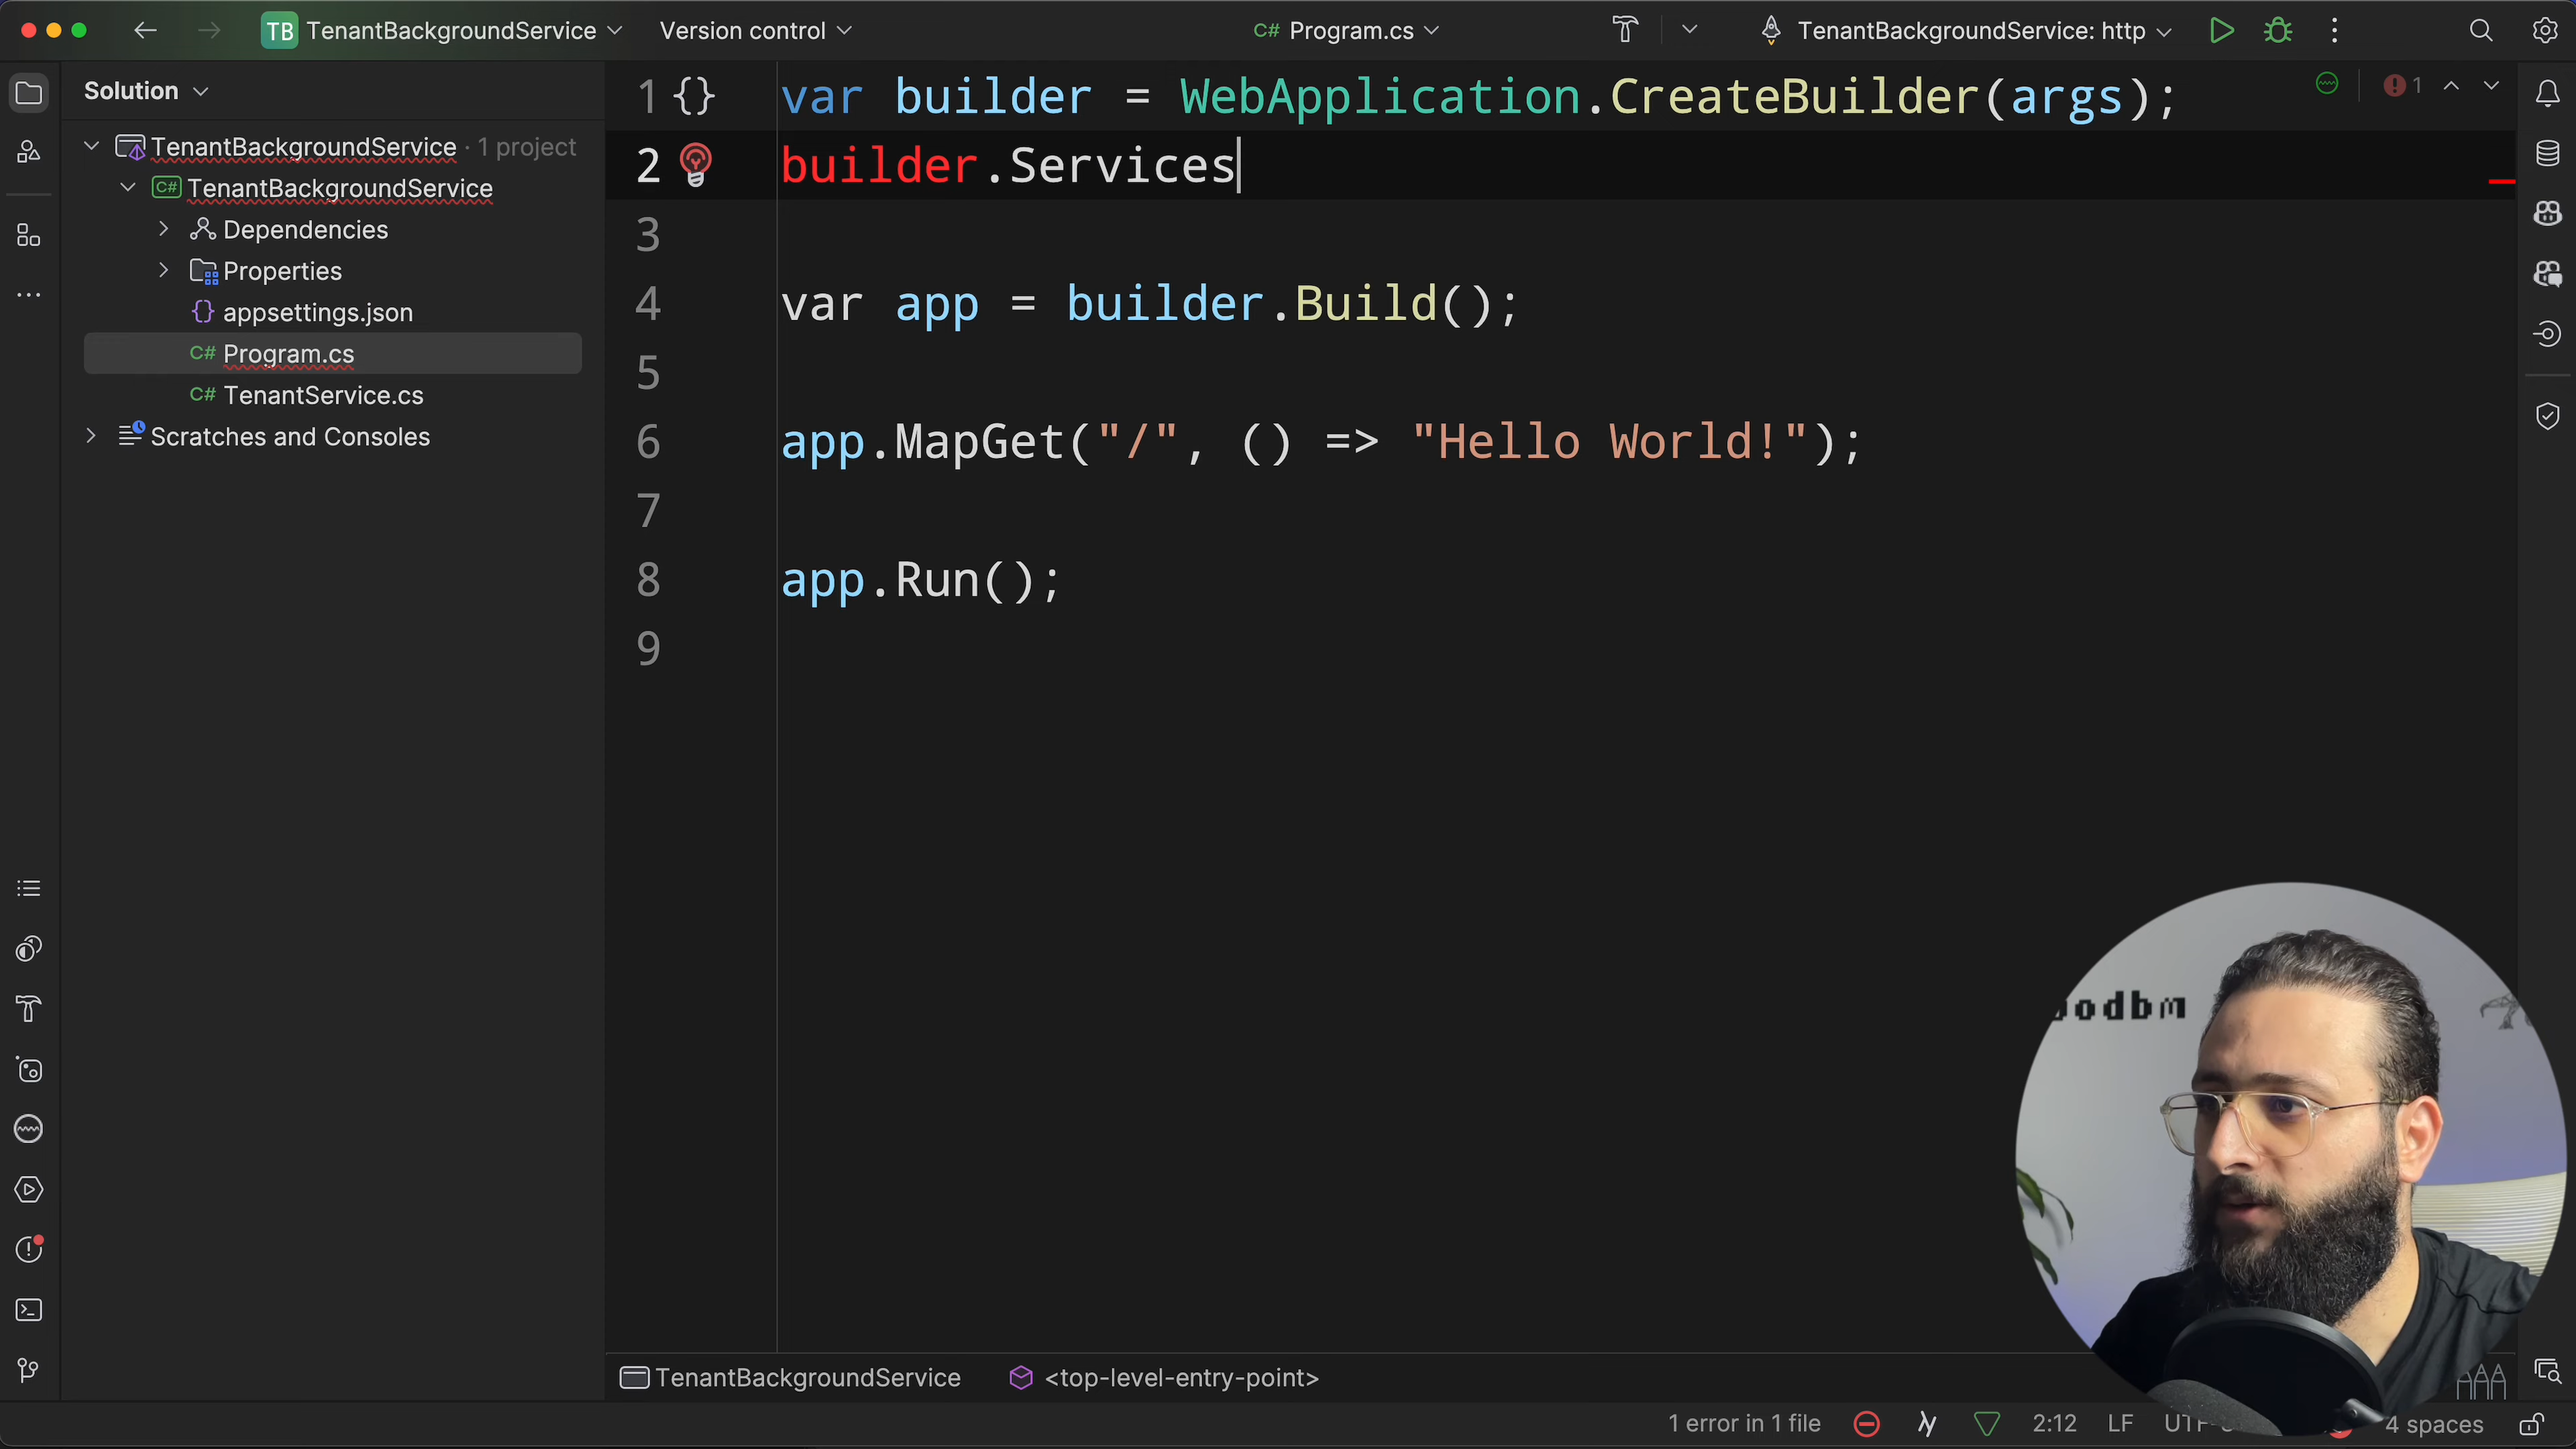 TB TenantBackgroundService Version control Program.cs TenantBackgroundService: http
Solution
TenantBackgroundService · 1 project
TenantBackgroundService
Dependencies
Properties
appsettings.json
Program.cs
TenantService.cs
Scratches and Consoles
1 {} var builder = WebApplication.CreateBuilder(args);
1
2 builder.Services
3
4 var app = builder.Build();
5
6 app.MapGet("/", () => "Hello World!");
7
8 app.Run();
9
odbm
TenantBackgroundService <top-level-entry-point>
1 error in 1 file 2:12 LF 4 spaces